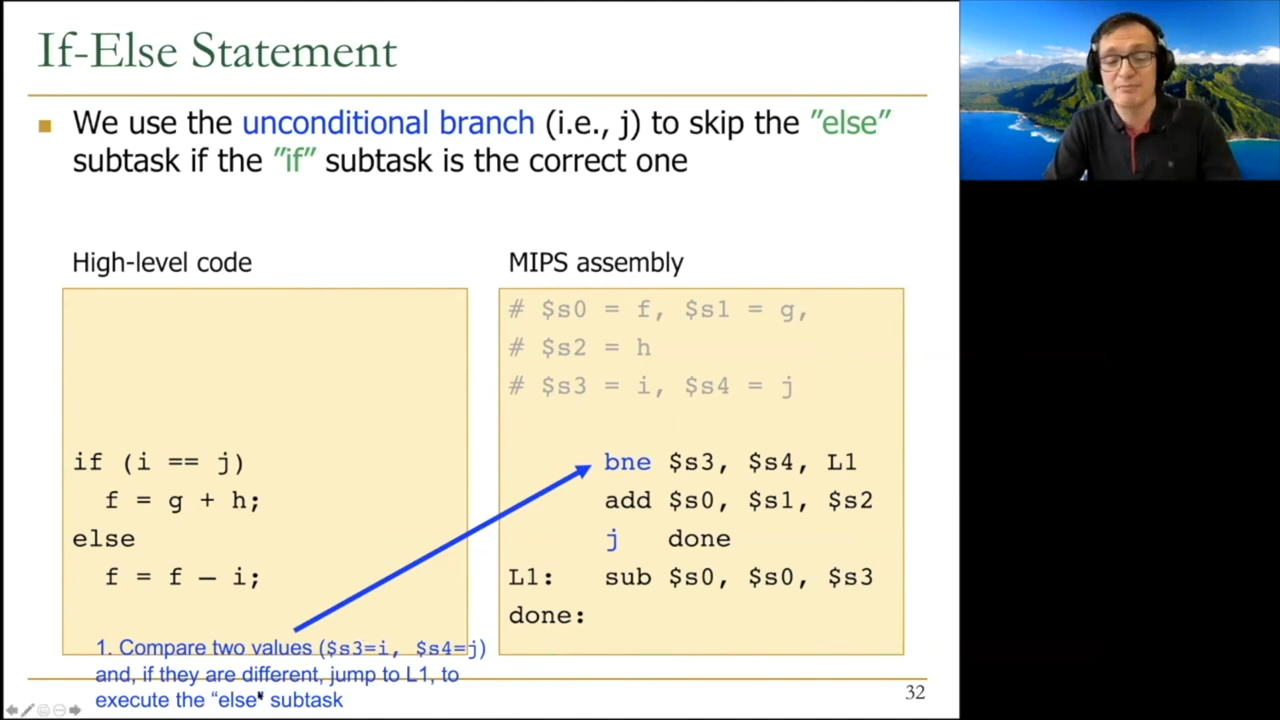 If-Else Statement
We use the unconditional branch (i.e., j) to skip the ”else”
subtask if the ”if” subtask is the correct one
High-level code
if (i == j)
f = g + h;
else
f = f – i;
MIPS assembly
# $s0 = f, $s1 = g,
# $s2 = h
# $s3 = i, $s4 = j
bne $s3, $s4, L1
add $s0, $s1, $s2
j done
L1: sub $s0, $s0, $s3
done:
1. Compare two values ($s3=i, $s4=j)
and, if they are different, jump to L1, to
execute the “else” subtask
32